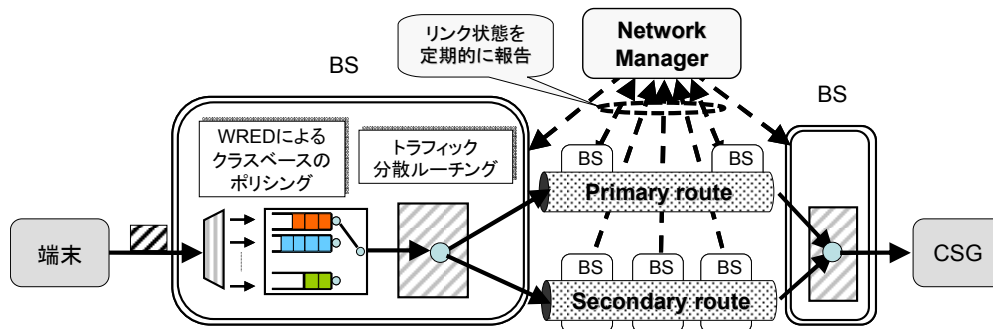 リンク状態を
定期的に報告
Network
Manager
BS
BS
WREDによる
クラスベースの
ポリシング
トラフィック
分散ルーチング
BS
BS
Primary route
端末
CSG
BS
BS
BS
Secondary route